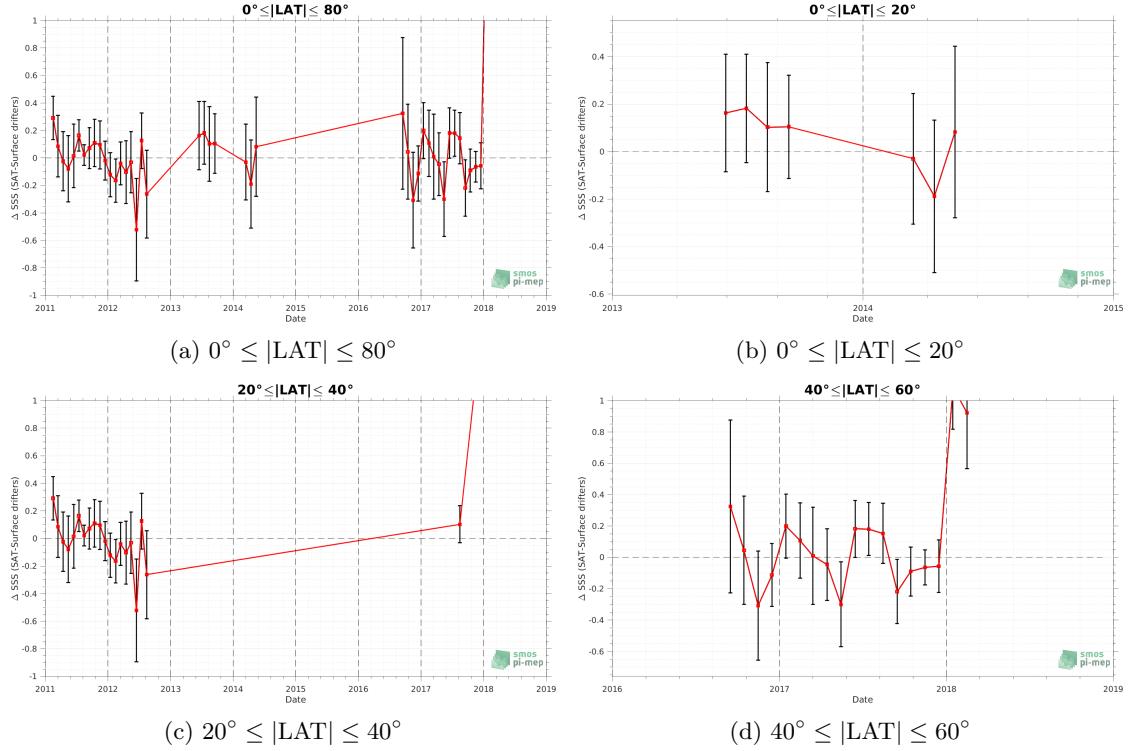 0°≤|LAT|≤ 80°
Δ SSS (SAT-Surface drifters)
1
0.8
0.6
0.4
0.2
0
-0.2
-0.4
-0.6
-0.8
-1
2011 2012 2013 2014 2015 2016 2017 2018 2019
Date
smos
pi-mep
(a) 0° ≤ |LAT| ≤ 80°
0°≤|LAT|≤ 20°
Δ SSS (SAT-Surface drifters)
0.4
0.2
0
-0.2
-0.4
-0.6
2013 2014 2015
Date
smos
pi-mep
(b) 0° ≤ |LAT| ≤ 20°
20°≤|LAT|≤ 40°
Δ SSS (SAT-Surface drifters)
1
0.8
0.6
0.4
0.2
0
-0.2
-0.4
-0.6
-0.8
-1
2011 2012 2013 2014 2015 2016 2017 2018 2019
Date
smos
pi-mep
(c) 20° ≤ |LAT| ≤ 40°
40°≤|LAT|≤ 60°
Δ SSS (SAT-Surface drifters)
1
0.8
0.6
0.4
0.2
0
-0.2
-0.4
-0.6
2016 2017 2018 2019
Date
smos
pi-mep
(d) 40° ≤ |LAT| ≤ 60°